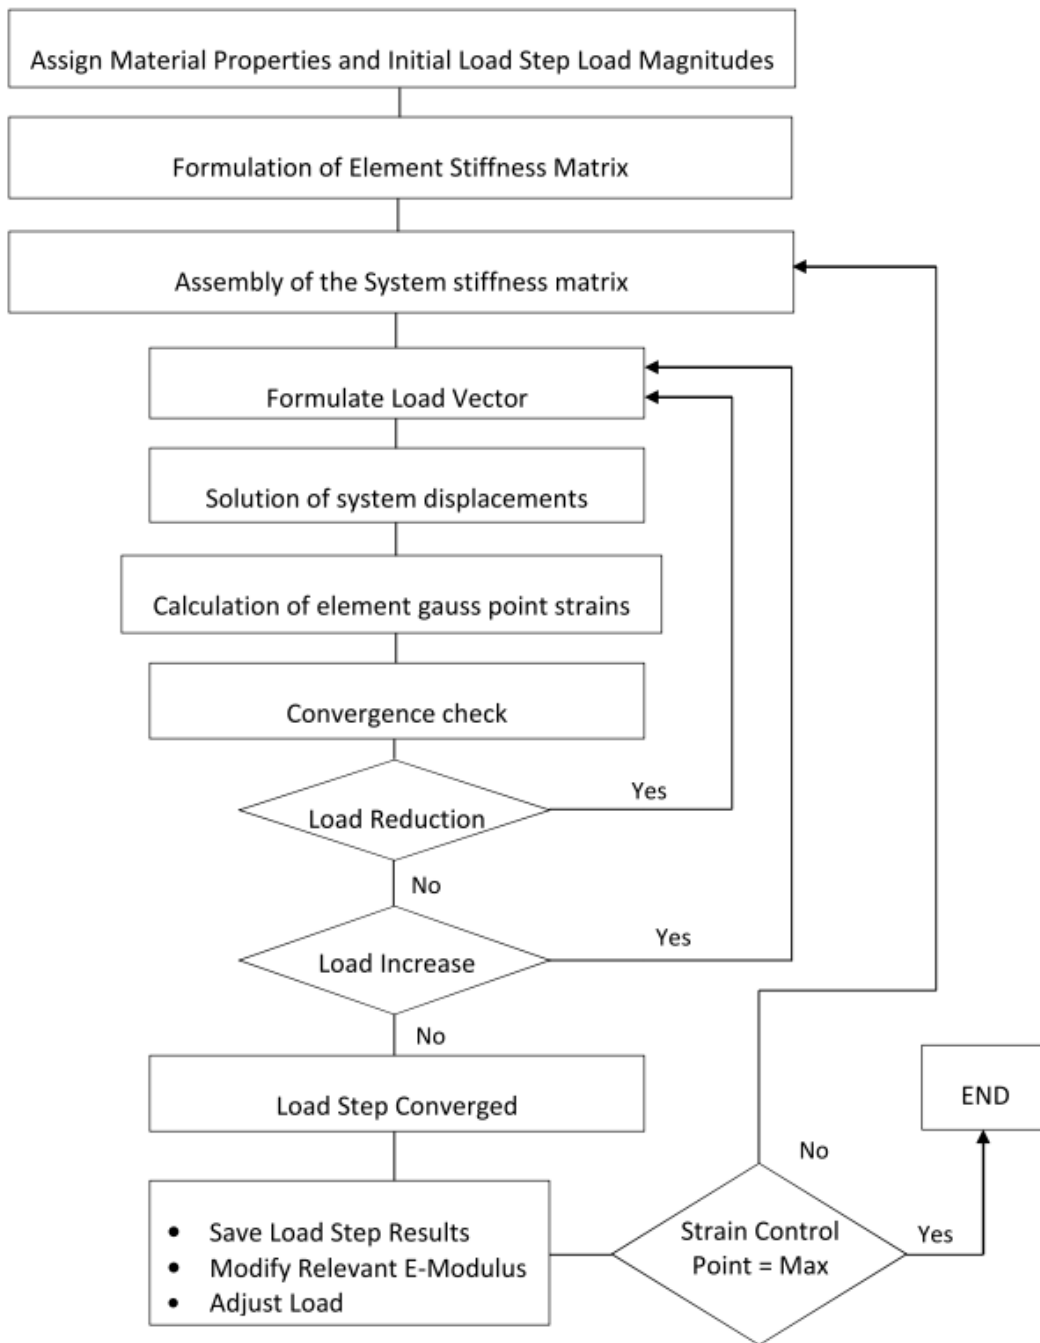 Assign Material Properties and Initial Load Step Load Magnitudes
Formulation of Element Stiffness Matrix
Assembly of the System stiffness matrix
Formulate Load Vector
Solution of system displacements
Calculation of element gauss point strains
Convergence check
Load Reduction
Yes
No
Load Increase
Yes
No
Load Step Converged
• Save Load Step Results
• Modify Relevant E-Modulus
• Adjust Load
Strain Control
Point = Max
No
Yes
END